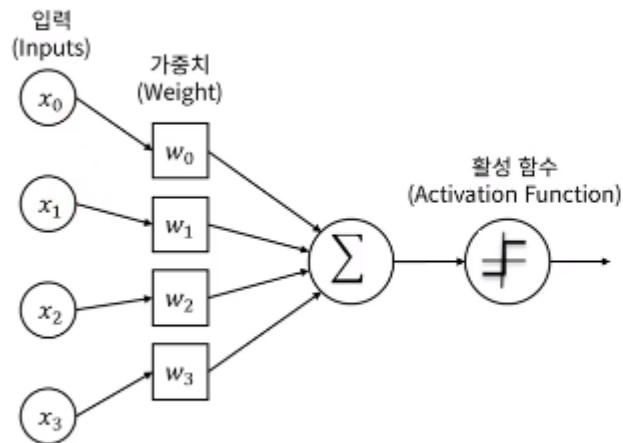 입력
(Inputs)
가중치
(Weight)
x₀
w₀
활성 함수
(Activation Function)
x₁
w₁
∑
x₂
w₂
x₃
w₃